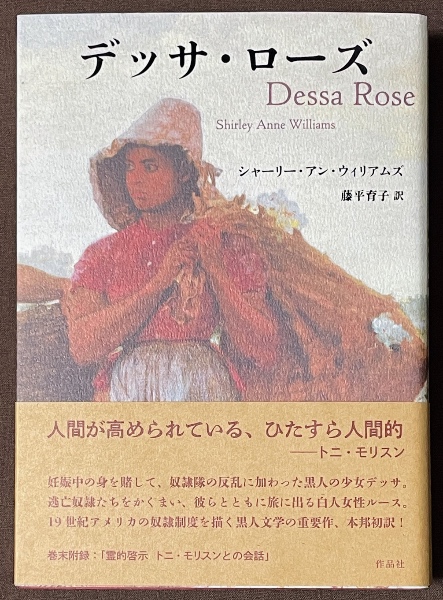 デッサ・ローズ
Dessa Rose
Shirley Anne Williams
シャーリー・アン・ウィリアムズ
藤平育子 訳
人間が高められている、ひたすら人間的
──トニ・モリスン
妊娠中の身を賭して、奴隷隊の反乱に加わった黒人の少女デッサ。
逃亡奴隷たちをかくまい、彼らとともに旅に出る白人女性ルース。
19世紀アメリカの奴隷制度を描く黒人文学の重要作、本邦初訳！
巻末附録：「霊的啓示 トニ・モリスンとの会話」
作品社